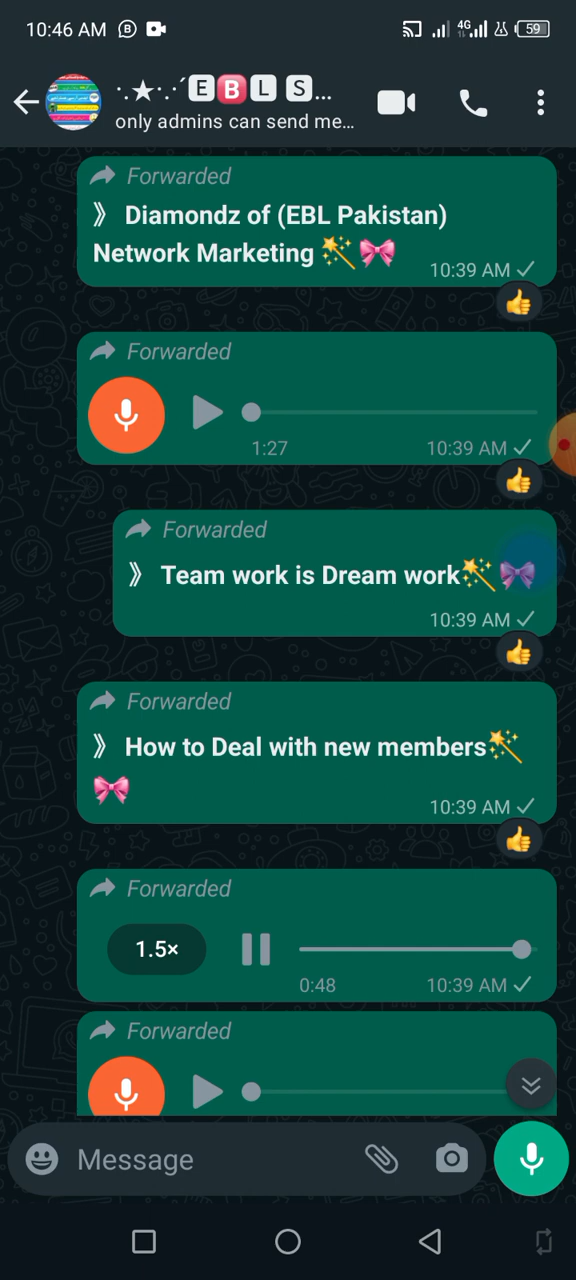 10:46 AM
4G
59
·.★·.·´🄴🅱🄻 🅂...
only admins can send me...
Forwarded
》 Diamondz of (EBL Pakistan)
Network Marketing 🪄🎀
10:39 AM
Forwarded
1:27
10:39 AM
Forwarded
》 Team work is Dream work🪄🎀
10:39 AM
Forwarded
》 How to Deal with new members🪄
🎀
10:39 AM
Forwarded
1.5×
0:48
10:39 AM
Forwarded
Message